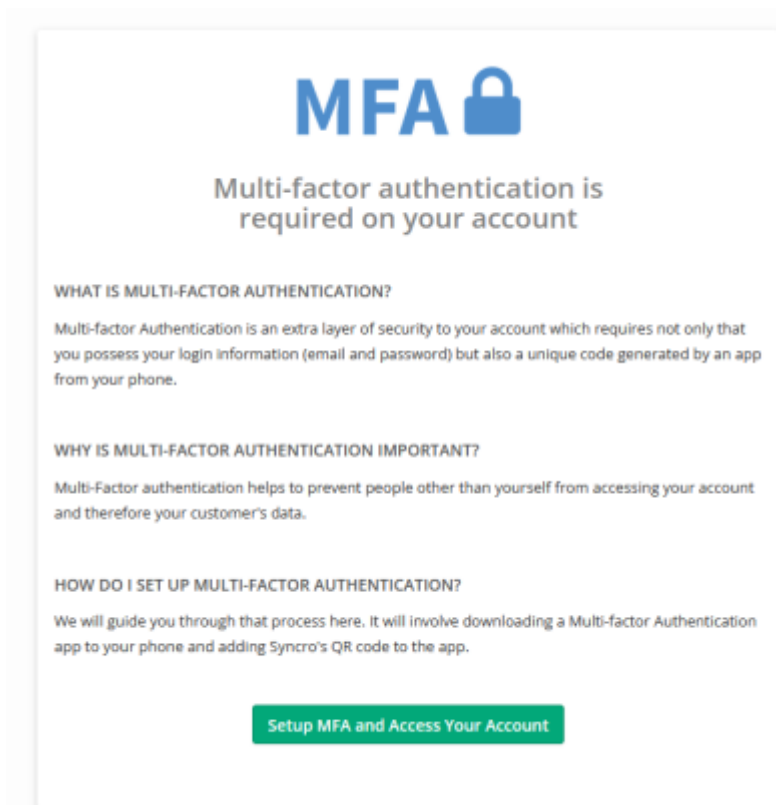 MFA
Multi-factor authentication is
required on your account
WHAT IS MULTI-FACTOR AUTHENTICATION?
Multi-factor Authentication is an extra layer of security to your account which requires not only that
you possess your login information (email and password) but also a unique code generated by an app
from your phone.
WHY IS MULTI-FACTOR AUTHENTICATION IMPORTANT?
Multi-Factor authentication helps to prevent people other than yourself from accessing your account
and therefore your customer's data.
HOW DO I SET UP MULTI-FACTOR AUTHENTICATION?
We will guide you through that process here. It will involve downloading a Multi-factor Authentication
app to your phone and adding Syncro's QR code to the app.
Setup MFA and Access Your Account